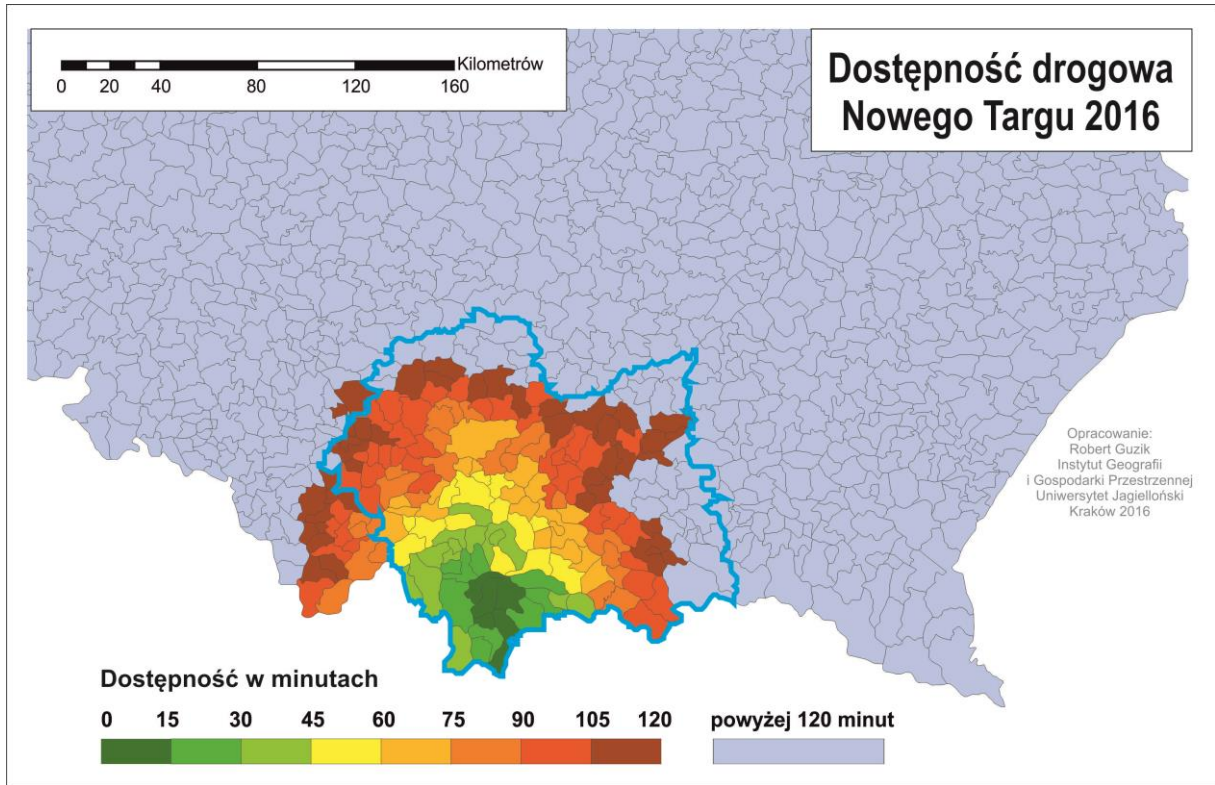 Kilometrów
0 20 40 80 120 160
Dostępność drogowa
Nowego Targu 2016
Opracowanie:
Robert Guzik
Instytut Geografii
i Gospodarki Przestrzennej
Uniwersytet Jagielloński
Kraków 2016
Dostępność w minutach
0 15 30 45 60 75 90 105 120 powyżej 120 minut